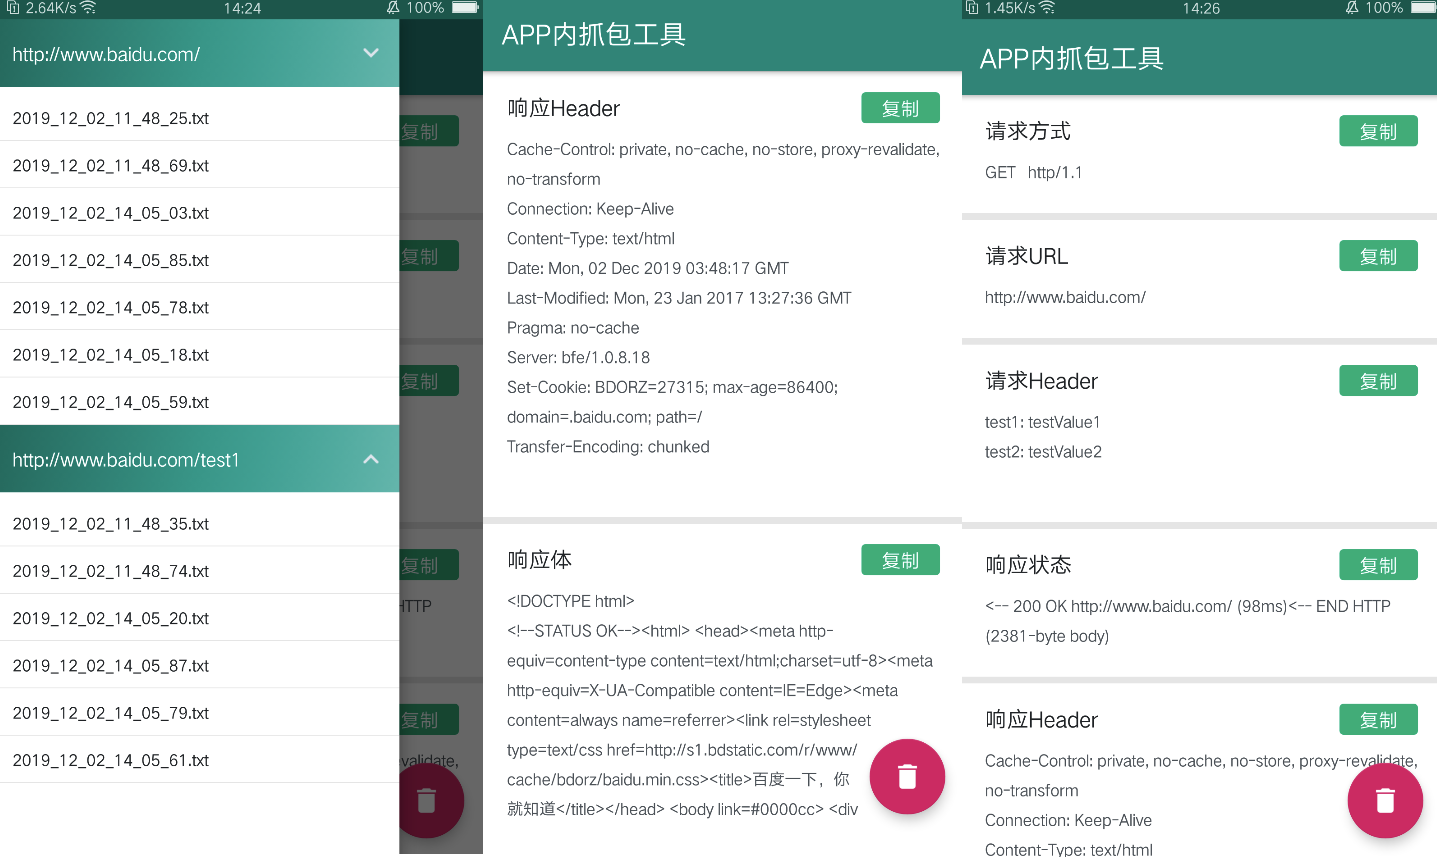 2.64K/s 14:24 100%
http://www.baidu.com/
2019_12_02_11_48_25.txt
2019_12_02_11_48_69.txt
2019_12_02_14_05_03.txt
2019_12_02_14_05_85.txt
2019_12_02_14_05_78.txt
2019_12_02_14_05_18.txt
2019_12_02_14_05_59.txt
http://www.baidu.com/test1
2019_12_02_11_48_35.txt
2019_12_02_11_48_74.txt
2019_12_02_14_05_20.txt
2019_12_02_14_05_87.txt
2019_12_02_14_05_79.txt
2019_12_02_14_05_61.txt
复制
复制
复制
复制
HTTP
复制
validate,
APP内抓包工具
响应Header 复制
Cache-Control: private, no-cache, no-store, proxy-revalidate,
no-transform
Connection: Keep-Alive
Content-Type: text/html
Date: Mon, 02 Dec 2019 03:48:17 GMT
Last-Modified: Mon, 23 Jan 2017 13:27:36 GMT
Pragma: no-cache
Server: bfe/1.0.8.18
Set-Cookie: BDORZ=27315; max-age=86400;
domain=.baidu.com; path=/
Transfer-Encoding: chunked
响应体 复制
<!DOCTYPE html>
<!--STATUS OK--><html> <head><meta http-
equiv=content-type content=text/html;charset=utf-8><meta
http-equiv=X-UA-Compatible content=IE=Edge><meta
content=always name=referrer><link rel=stylesheet
type=text/css href=http://s1.bdstatic.com/r/www/
cache/bdorz/baidu.min.css><title>百度一下，你
就知道</title></head> <body link=#0000cc> <div
1.45K/s 14:26 100%
APP内抓包工具
请求方式 复制
GET http/1.1
请求URL 复制
http://www.baidu.com/
请求Header 复制
test1: testValue1
test2: testValue2
响应状态 复制
<-- 200 OK http://www.baidu.com/ (98ms)<-- END HTTP
(2381-byte body)
响应Header 复制
Cache-Control: private, no-cache, no-store, proxy-revalidate,
no-transform
Connection: Keep-Alive
Content-Type: text/html